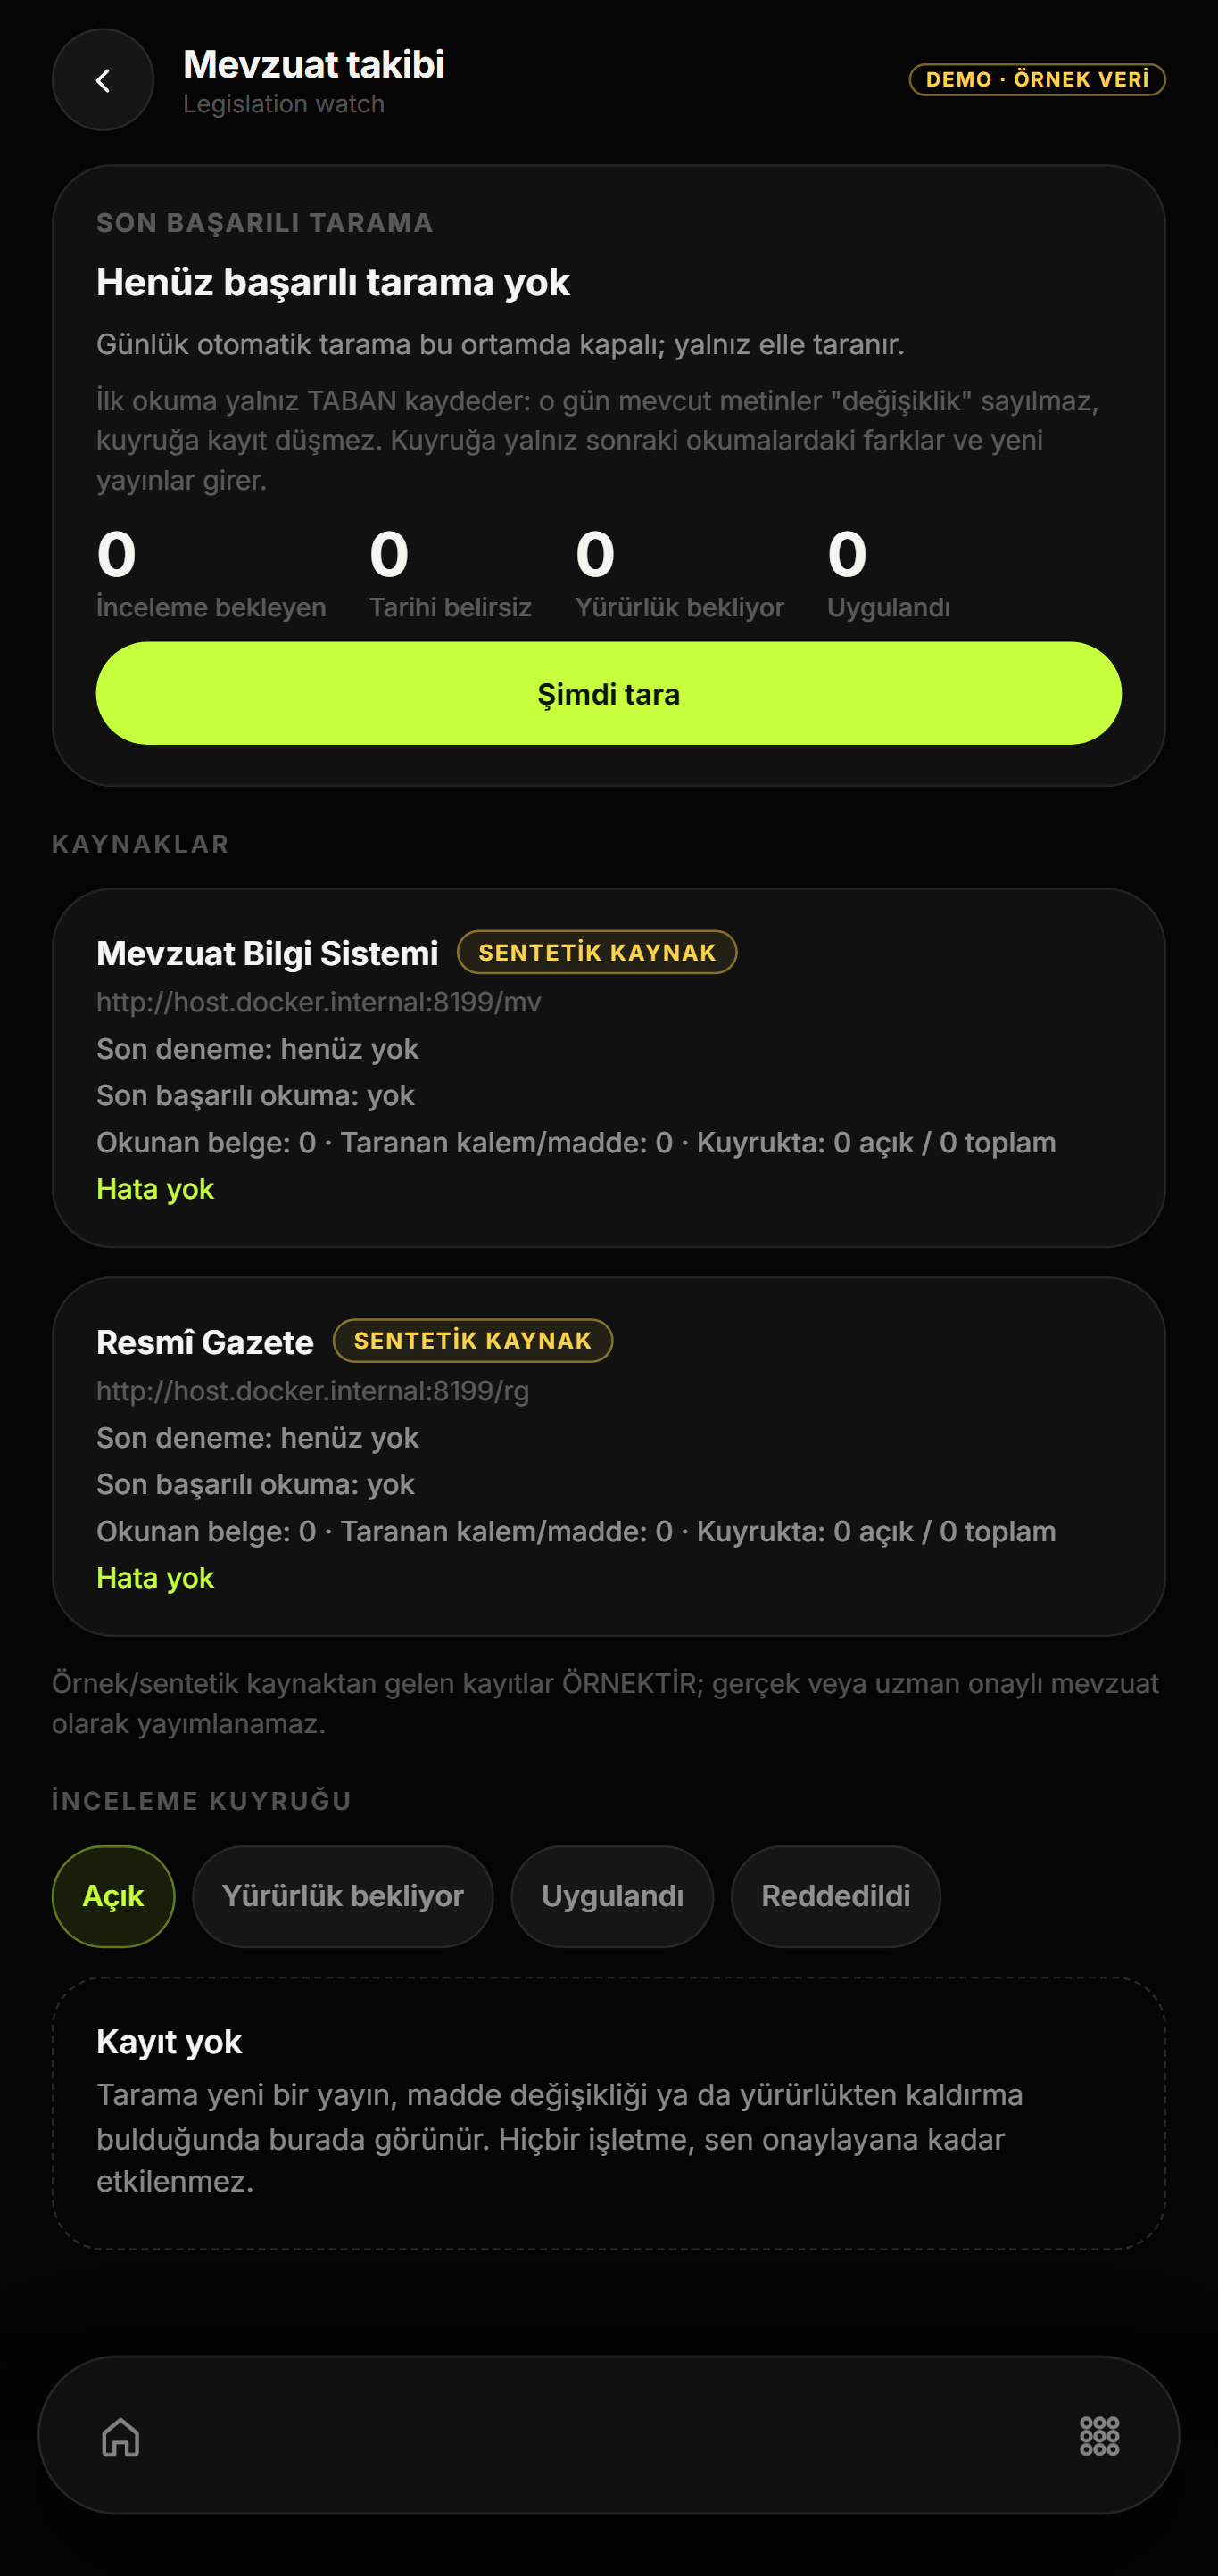 Mevzuat takibi
Legislation watch
DEMO · ÖRNEK VERİ
SON BAŞARILI TARAMA
Henüz başarılı tarama yok
Günlük otomatik tarama bu ortamda kapalı; yalnız elle taranır.
İlk okuma yalnız TABAN kaydeder: o gün mevcut metinler "değişiklik" sayılmaz,
kuyruğa kayıt düşmez. Kuyruğa yalnız sonraki okumalardaki farklar ve yeni
yayınlar girer.
0 0 0 0
İnceleme bekleyen Tarihi belirsiz Yürürlük bekliyor Uygulandı
Şimdi tara
KAYNAKLAR
Mevzuat Bilgi Sistemi SENTETİK KAYNAK
http://host.docker.internal:8199/mv
Son deneme: henüz yok
Son başarılı okuma: yok
Okunan belge: 0 · Taranan kalem/madde: 0 · Kuyrukta: 0 açık / 0 toplam
Hata yok
Resmî Gazete SENTETİK KAYNAK
http://host.docker.internal:8199/rg
Son deneme: henüz yok
Son başarılı okuma: yok
Okunan belge: 0 · Taranan kalem/madde: 0 · Kuyrukta: 0 açık / 0 toplam
Hata yok
Örnek/sentetik kaynaktan gelen kayıtlar ÖRNEKTİR; gerçek veya uzman onaylı mevzuat
olarak yayımlanamaz.
İNCELEME KUYRUĞU
Açık Yürürlük bekliyor Uygulandı Reddedildi
Kayıt yok
Tarama yeni bir yayın, madde değişikliği ya da yürürlükten kaldırma
bulduğunda burada görünür. Hiçbir işletme, sen onaylayana kadar
etkilenmez.